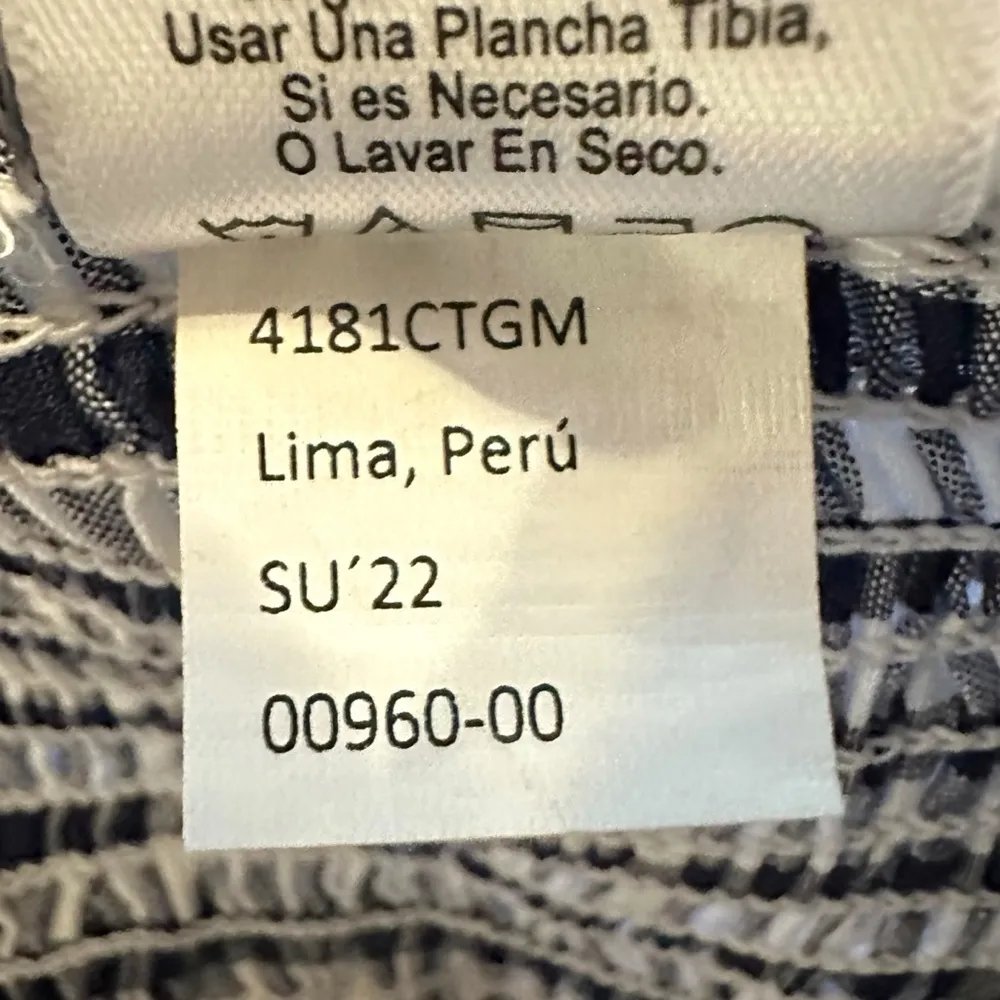 Usar Una Plancha Tibia,
Si es Necesario.
O Lavar En Seco.
4181CTGM
Lima, Perú
SU´22
00960-00